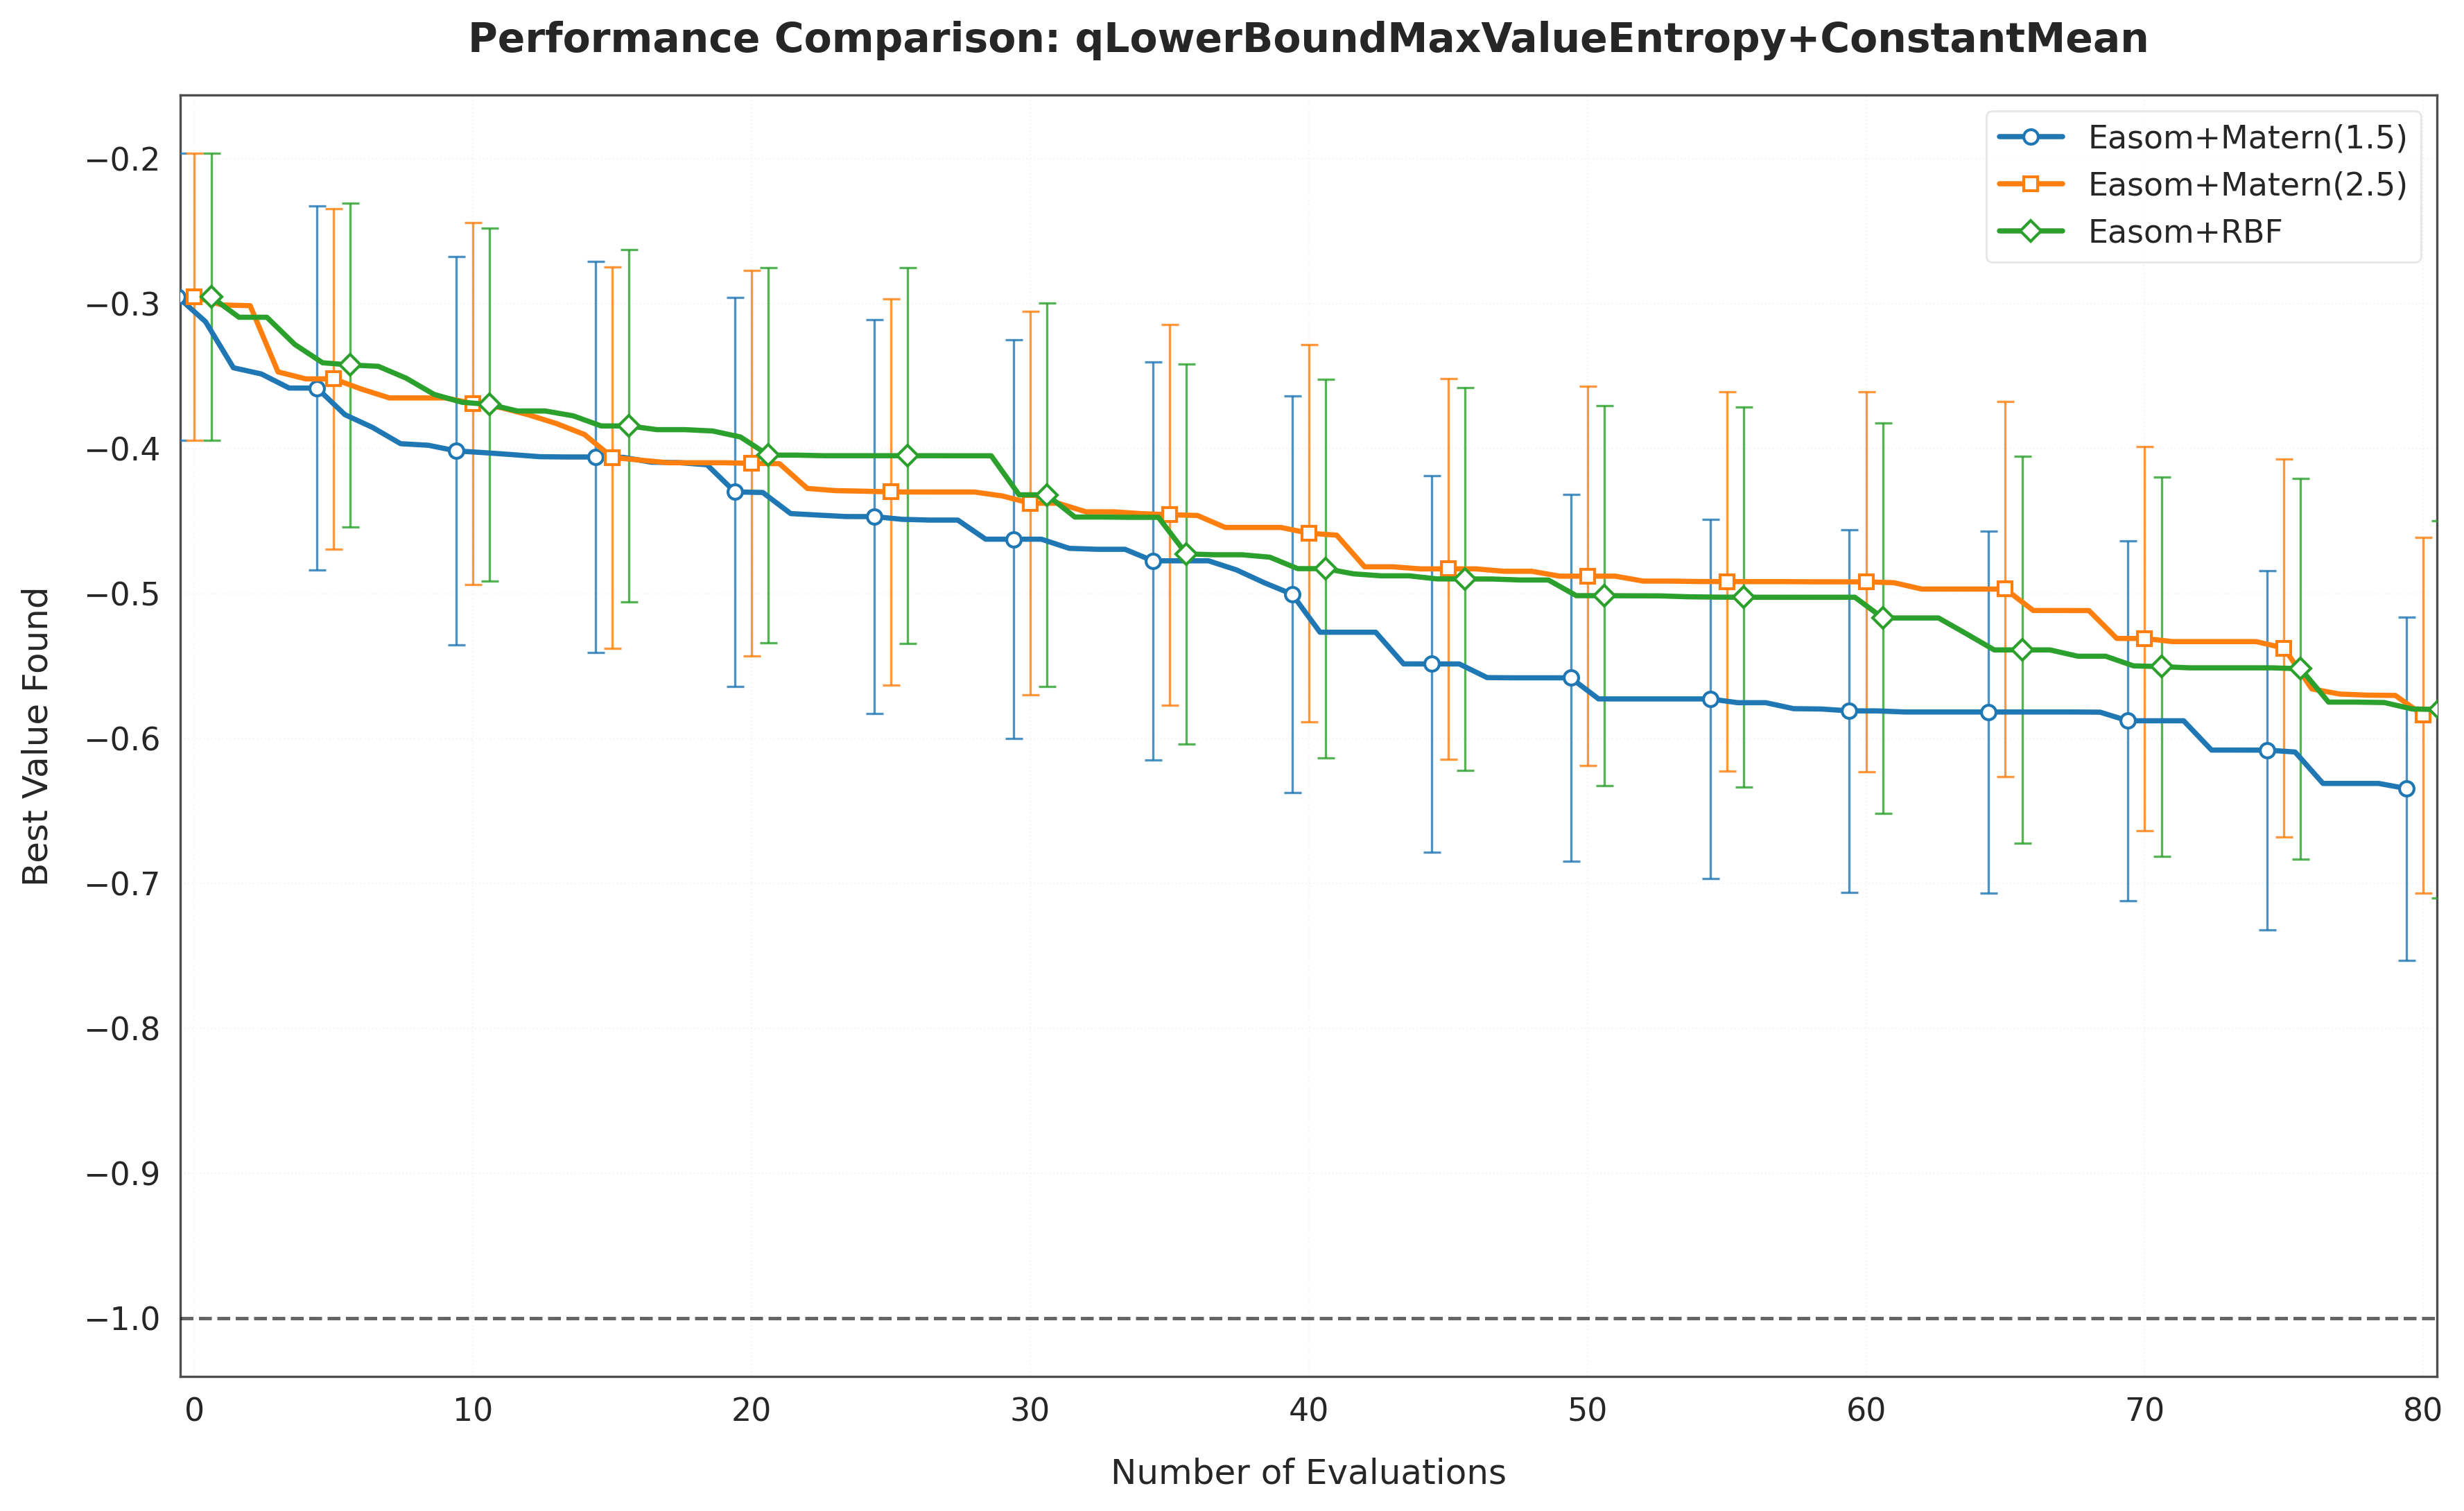 Performance Comparison: qLowerBoundMaxValueEntropy+ConstantMean
Easom+Matern(1.5)
Easom+Matern(2.5)
Easom+RBF
Best Value Found
−0.2
−0.3
−0.4
−0.5
−0.6
−0.7
−0.8
−0.9
−1.0
0 10 20 30 40 50 60 70 80
Number of Evaluations